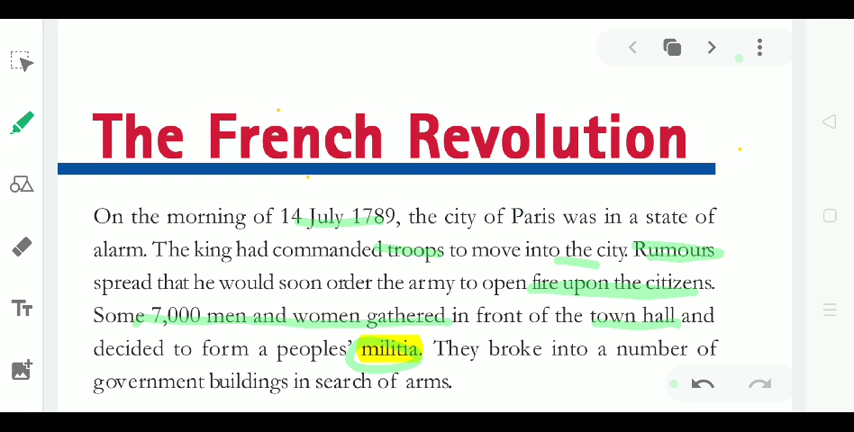 The French Revolution
On the morning of 14 July 1789, the city of Paris was in a state of
alarm. The king had commanded troops to move into the city. Rumours
spread that he would soon order the army to open fire upon the citizens.
Some 7,000 men and women gathered in front of the town hall and
decided to form a peoples’ militia. They broke into a number of
government buildings in search of arms.
Tт